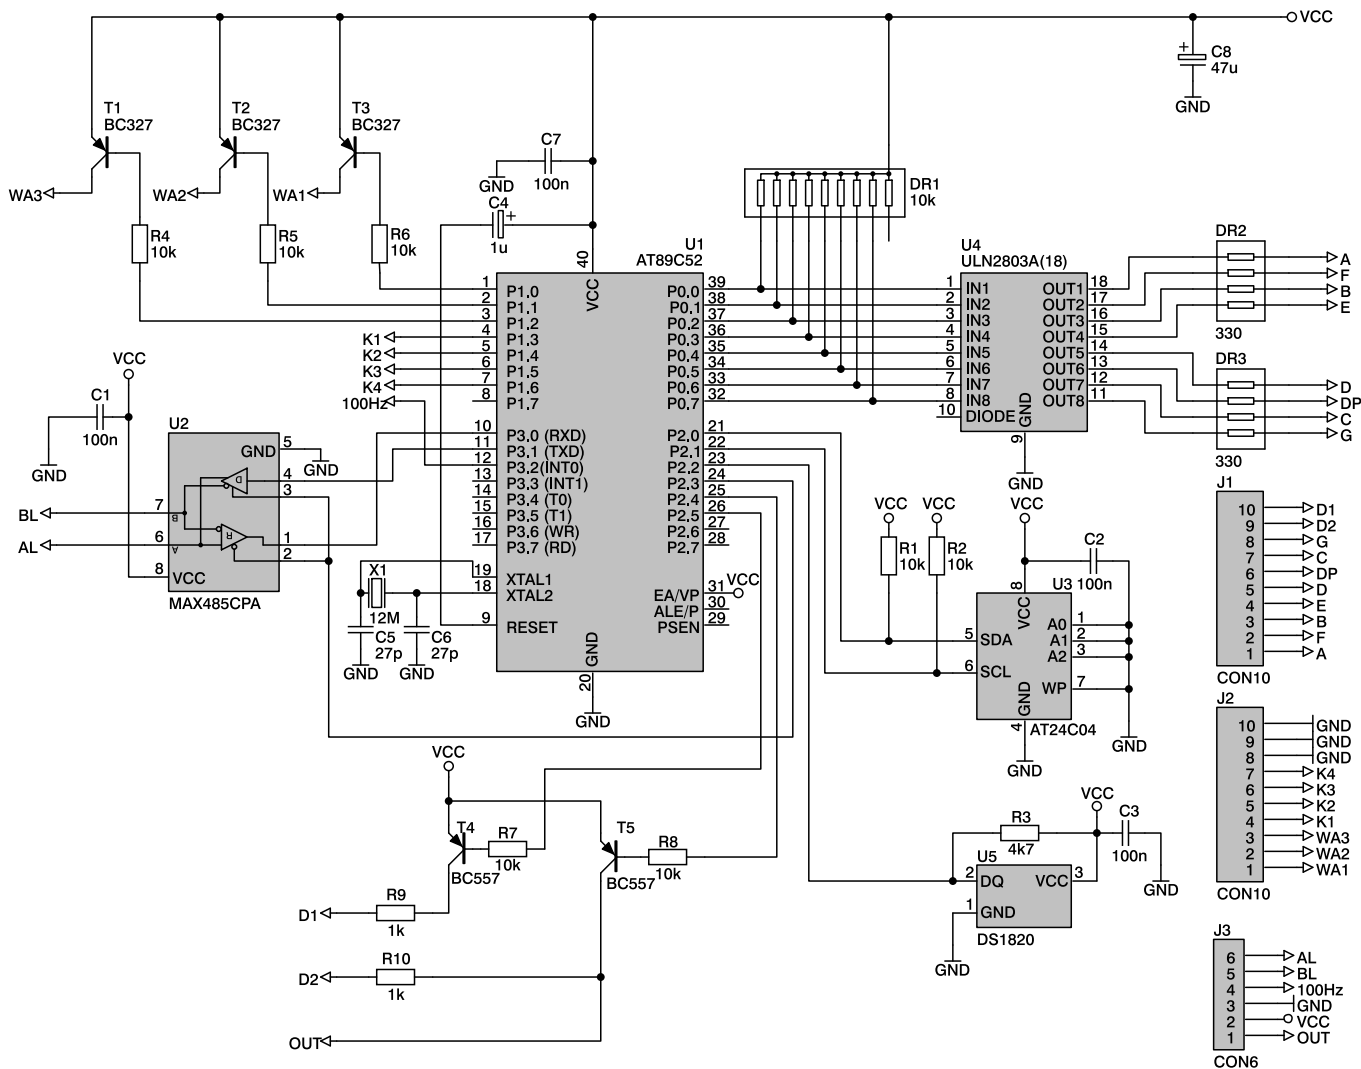 VCC
C8
47u
GND
T1
BC327
T2
BC327
T3
BC327
WA3
WA2
WA1
C7
100n
GND
C4
+
1u
R4
10k
R5
10k
R6
10k
DR1
10k
U1
AT89C52
40
VCC
1 P1.0
2 P1.1
3 P1.2
4 P1.3
5 P1.4
6 P1.5
7 P1.6
8 P1.7
10 P3.0 (RXD)
11 P3.1 (TXD)
12 P3.2(INT0)
13 P3.3 (INT1)
14 P3.4 (T0)
15 P3.5 (T1)
16 P3.6 (WR)
17 P3.7 (RD)
19 XTAL1
18 XTAL2
9 RESET
GND
20
GND
P0.0 39
P0.1 38
P0.2 37
P0.3 36
P0.4 35
P0.5 34
P0.6 33
P0.7 32
P2.0 21
P2.1 22
P2.2 23
P2.3 24
P2.4 25
P2.5 26
P2.6 27
P2.7 28
EA/VP 31 VCC
ALE/P 30
PSEN 29
K1
K2
K3
K4
100Hz
U4
ULN2803A(18)
1 IN1 OUT1 18
2 IN2 OUT2 17
3 IN3 OUT3 16
4 IN4 OUT4 15
5 IN5 OUT5 14
6 IN6 OUT6 13
7 IN7 OUT7 12
8 IN8 OUT8 11
10 DIODE
GND
9
GND
DR2
A
F
B
E
330
DR3
D
DP
C
G
330
VCC
C1
100n
GND
U2
GND 5
GND
D
4
3
7
B
BL
R
1
6
A
AL
2
8 VCC
MAX485CPA
X1
12M
C5
27p
GND
C6
27p
GND
VCC
R1
10k
VCC
R2
10k
VCC
C2
100n
8
VCC
U3
5 SDA
6 SCL
A0 1
A1 2
A2 3
WP 7
GND
4
AT24C04
GND
GND
J1
10 D1
9 D2
8 G
7 C
6 DP
5 D
4 E
3 B
2 F
1 A
CON10
J2
10 GND
9 GND
8 GND
7 K4
6 K3
5 K2
4 K1
3 WA3
2 WA2
1 WA1
CON10
J3
6 AL
5 BL
4 100Hz
3 GND
2 VCC
1 OUT
CON6
VCC
T4
BC557
R7
10k
T5
BC557
R8
10k
R9
1k
D1
R10
1k
D2
OUT
VCC
R3
4k7
C3
100n
GND
U5
2 DQ
VCC 3
1 GND
DS1820
GND
+